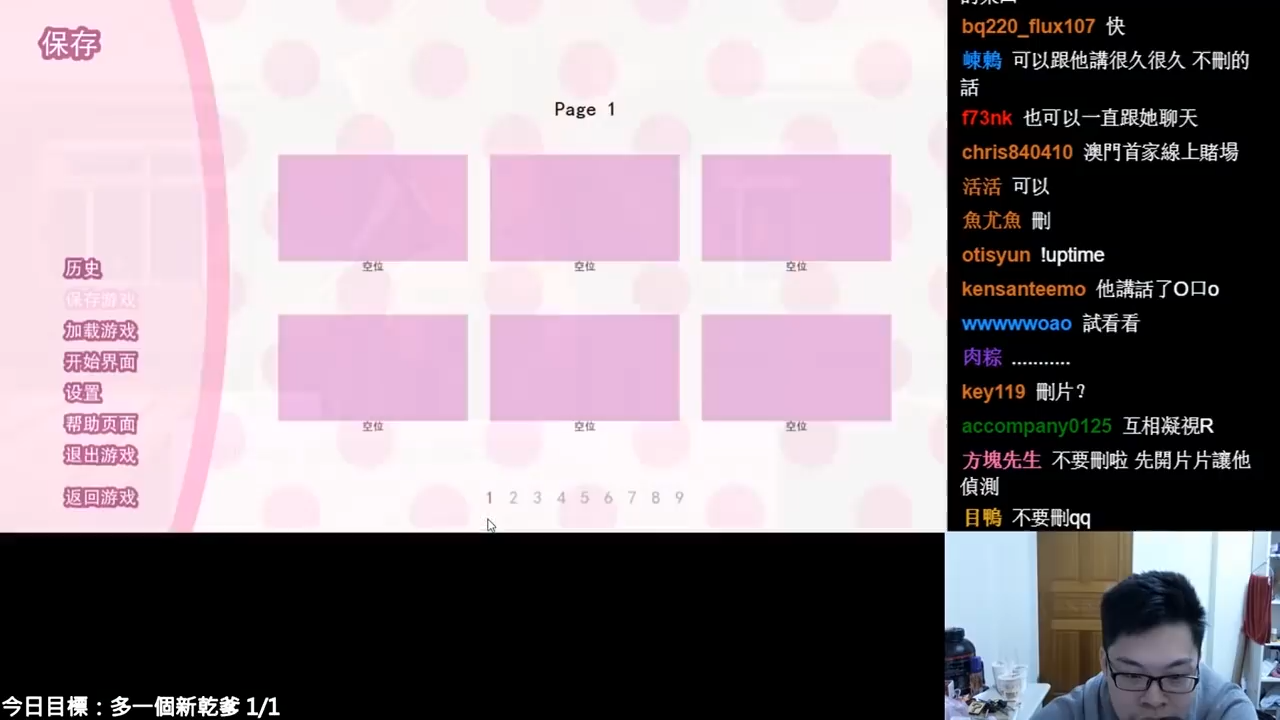 保存
Page 1
空位
空位
空位
空位
空位
空位
历史
保存游戏
加载游戏
开始界面
设置
帮助页面
退出游戏
返回游戏
1 2 3 4 5 6 7 8 9
bq220_flux107 快
可以跟他講很久很久 不刪的
話
f73nk 也可以一直跟她聊天
chris840410 澳門首家線上賭場
活活 可以
魚尤魚 刪
otisyun !uptime
kensanteemo 他講話了O口o
wwwwwoao 試看看
肉粽 ...........
key119 刪片?
accompany0125 互相凝視R
方塊先生 不要刪啦 先開片片讓他
偵測
目鴨 不要刪qq
今日目標：多一個新乾爹 1/1